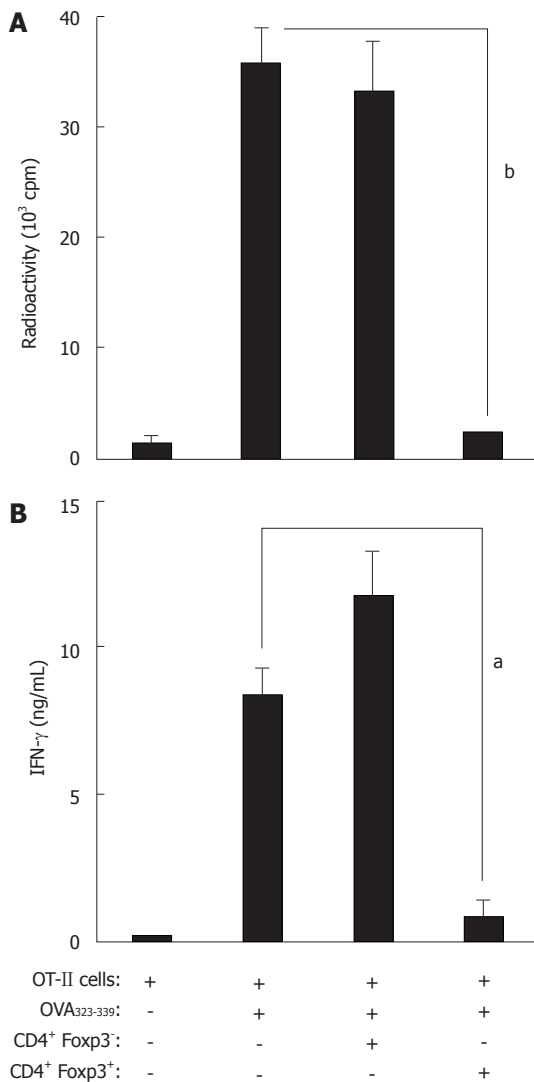 A
40
30
20
10
0
Radioactivity (10³ cpm)
b
B
15
10
5
0
IFN-γ (ng/mL)
a
OT-II cells: + + + +
OVA₃₂₃₋₃₃₉: - + + +
CD4⁺ Foxp3⁻: - - + -
CD4⁺ Foxp3⁺: - - - +